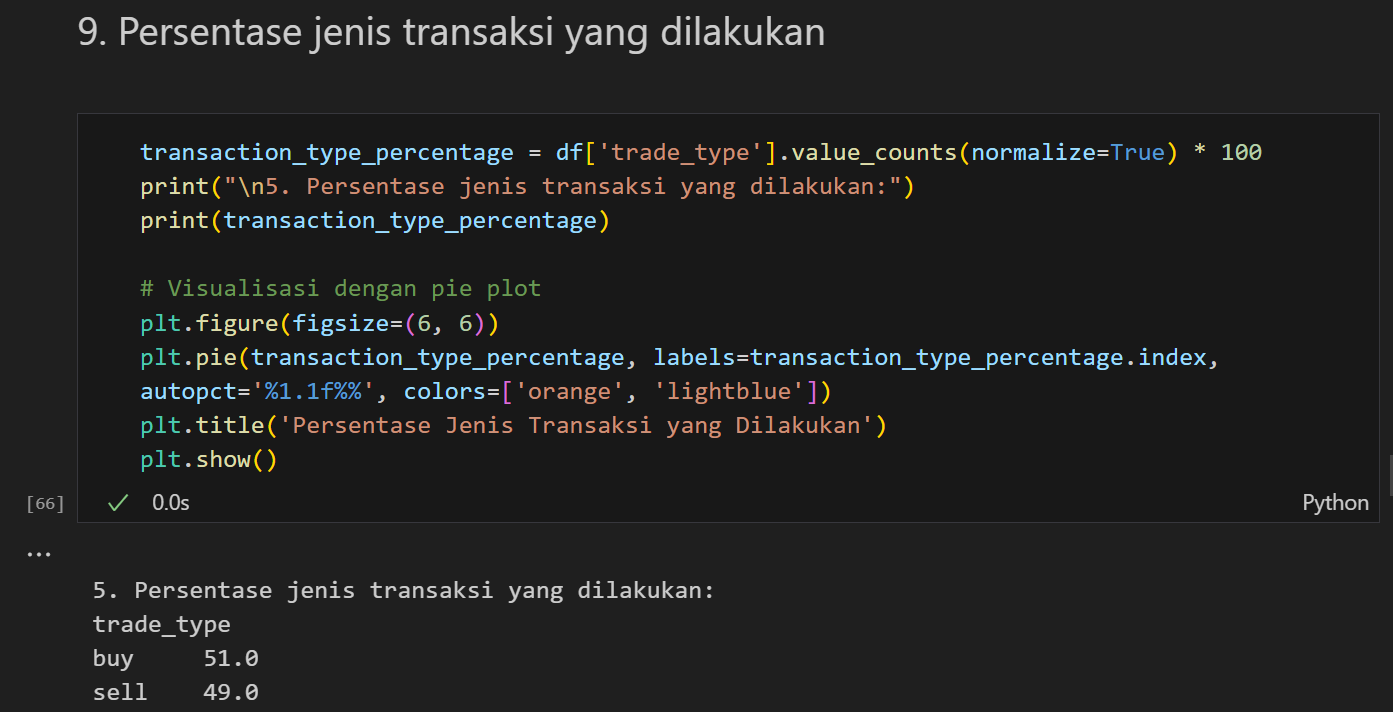 9. Persentase jenis transaksi yang dilakukan
transaction_type_percentage = df['trade_type'].value_counts(normalize=True) * 100
print("\n5. Persentase jenis transaksi yang dilakukan:")
print(transaction_type_percentage)
# Visualisasi dengan pie plot
plt.figure(figsize=(6, 6))
plt.pie(transaction_type_percentage, labels=transaction_type_percentage.index,
autopct='%1.1f%%', colors=['orange', 'lightblue'])
plt.title('Persentase Jenis Transaksi yang Dilakukan')
plt.show()
[66] 0.0s Python
...
5. Persentase jenis transaksi yang dilakukan:
trade_type
buy     51.0
sell    49.0